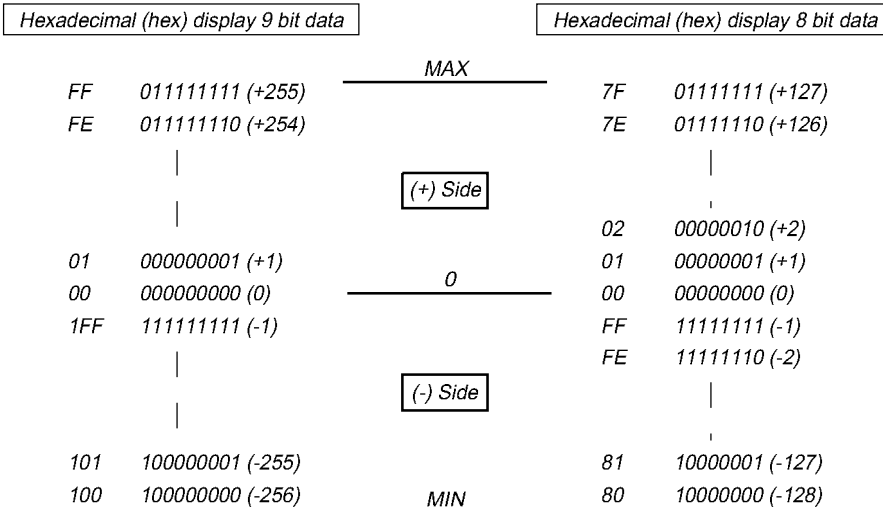 Hexadecimal (hex) display 9 bit data
FF 011111111 (+255)
FE 011111110 (+254)
01 000000001 (+1)
00 000000000 (0)
1FF 111111111 (-1)
101 100000001 (-255)
100 100000000 (-256)
MAX
(+) Side
0
(-) Side
MIN
Hexadecimal (hex) display 8 bit data
7F 01111111 (+127)
7E 01111110 (+126)
02 00000010 (+2)
01 00000001 (+1)
00 00000000 (0)
FF 11111111 (-1)
FE 11111110 (-2)
81 10000001 (-127)
80 10000000 (-128)